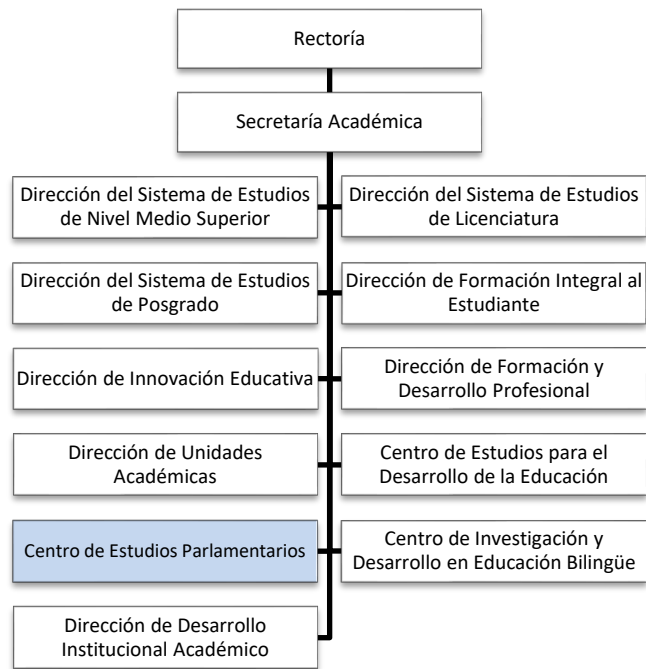 Rectoría
Secretaría Académica
Dirección del Sistema de Estudios
de Nivel Medio Superior
Dirección del Sistema de Estudios
de Licenciatura
Dirección del Sistema de Estudios
de Posgrado
Dirección de Formación Integral al
Estudiante
Dirección de Innovación Educativa
Dirección de Formación y
Desarrollo Profesional
Dirección de Unidades
Académicas
Centro de Estudios para el
Desarrollo de la Educación
Centro de Estudios Parlamentarios
Centro de Investigación y
Desarrollo en Educación Bilingüe
Dirección de Desarrollo
Institucional Académico